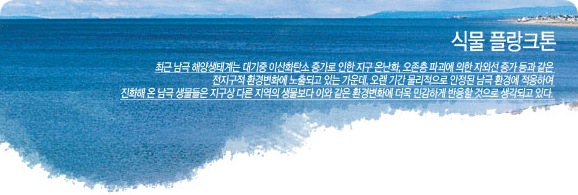 식물 플랑크톤
최근 남극 해양생태계는 대기중 이산화탄소 증가로 인한 지구 온난화, 오존층 파괴에 의한 자외선 증가 등과 같은
전지구적 환경변화에 노출되고 있는 가운데, 오랜 기간 물리적으로 안정된 남극 환경에 적응하여
진화해 온 남극 생물들은 지구상 다른 지역의 생물보다 이와 같은 환경변화에 더욱 민감하게 반응할 것으로 생각되고 있다.